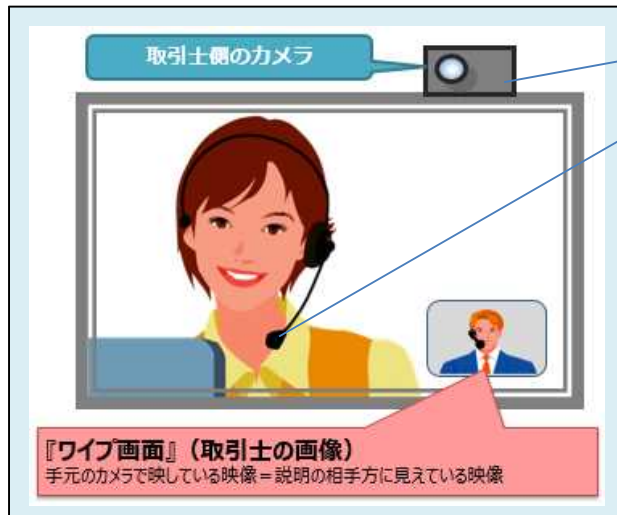 取引士側のカメラ
『ワイプ画面』（取引士の画像）
手元のカメラで映している映像＝説明の相手方に見えている映像